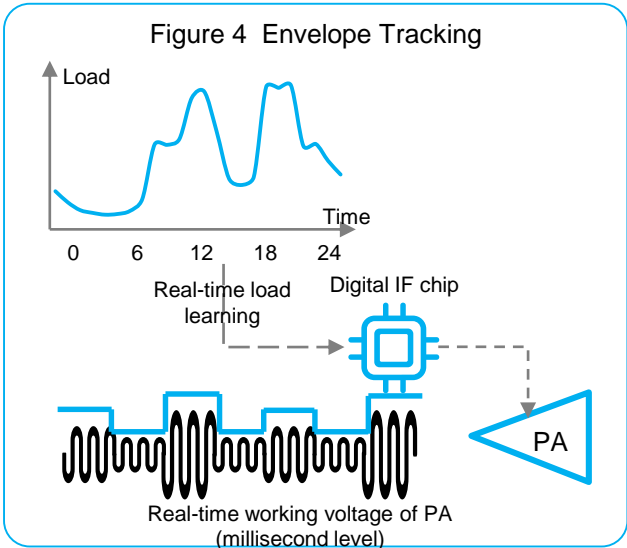 Figure 4  Envelope Tracking
Load
Time
0 6 12 18 24
Real-time load
learning
Digital IF chip
PA
Real-time working voltage of PA
(millisecond level)